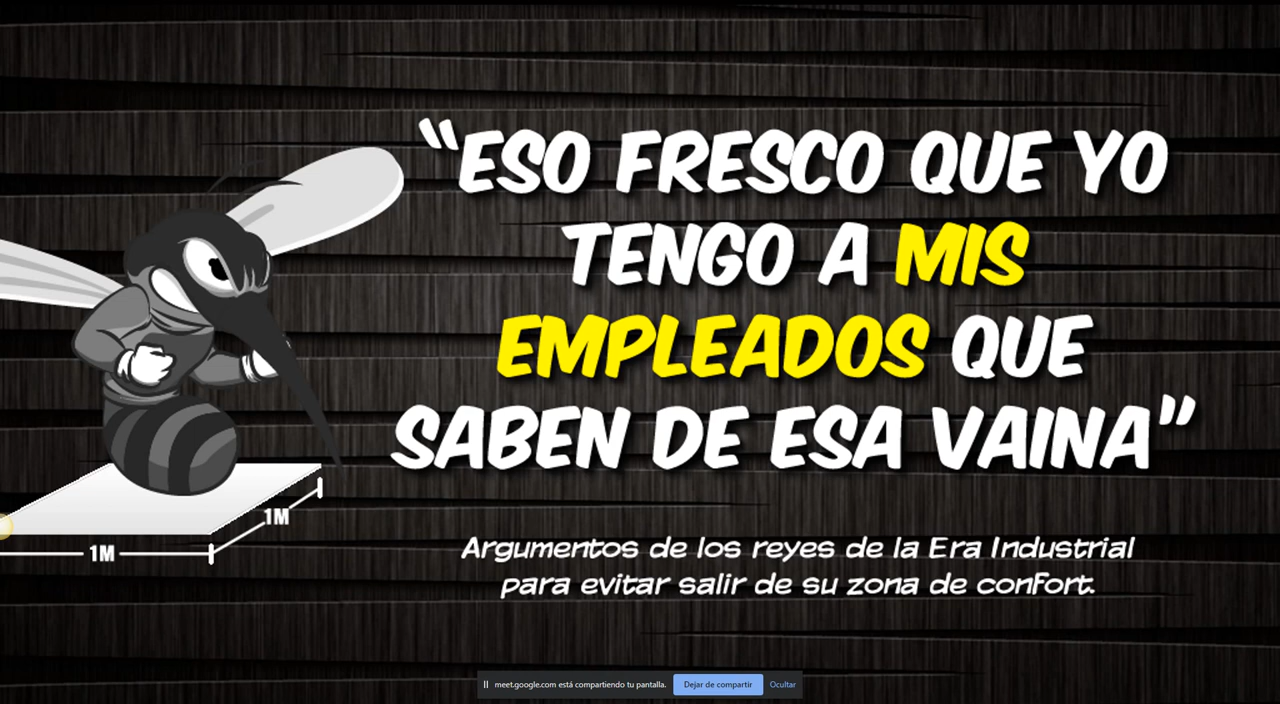 “ESO FRESCO QUE YO
TENGO A MIS
EMPLEADOS QUE
SABEN DE ESA VAINA”
1M
1M
Argumentos de los reyes de la Era Industrial
para evitar salir de su zona de confort.
meet.google.com está compartiendo tu pantalla. Dejar de compartir Ocultar